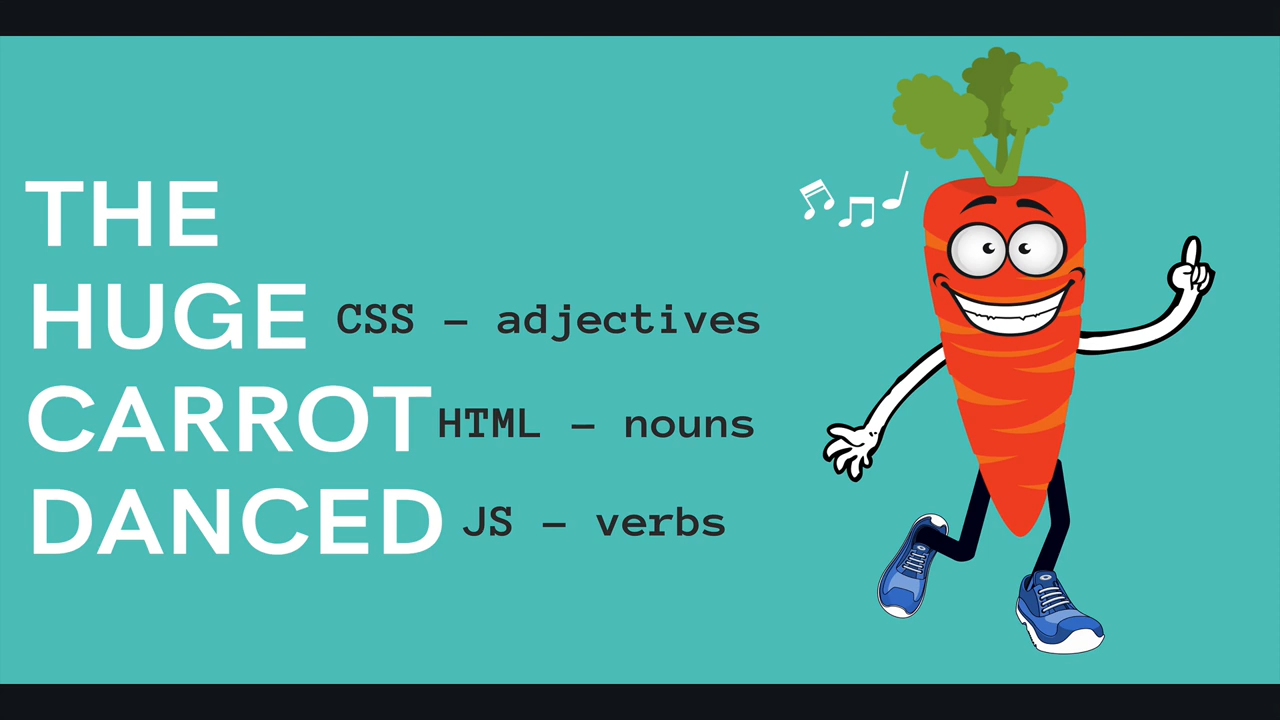 THE
HUGE CSS – adjectives
CARROT HTML – nouns
DANCED JS – verbs